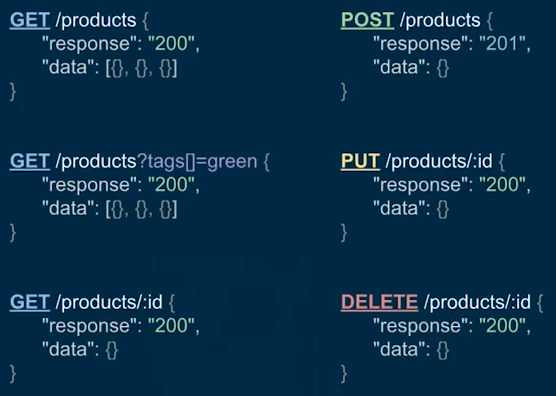 GET /products {
"response": "200",
"data": [{}, {}, {}]
}
GET /products?tags[]=green {
"response": "200",
"data": [{}, {}, {}]
}
GET /products/:id {
"response": "200",
"data": {}
}
POST /products {
"response": "201",
"data": {}
}
PUT /products/:id {
"response": "200",
"data": {}
}
DELETE /products/:id {
"response": "200",
"data": {}
}